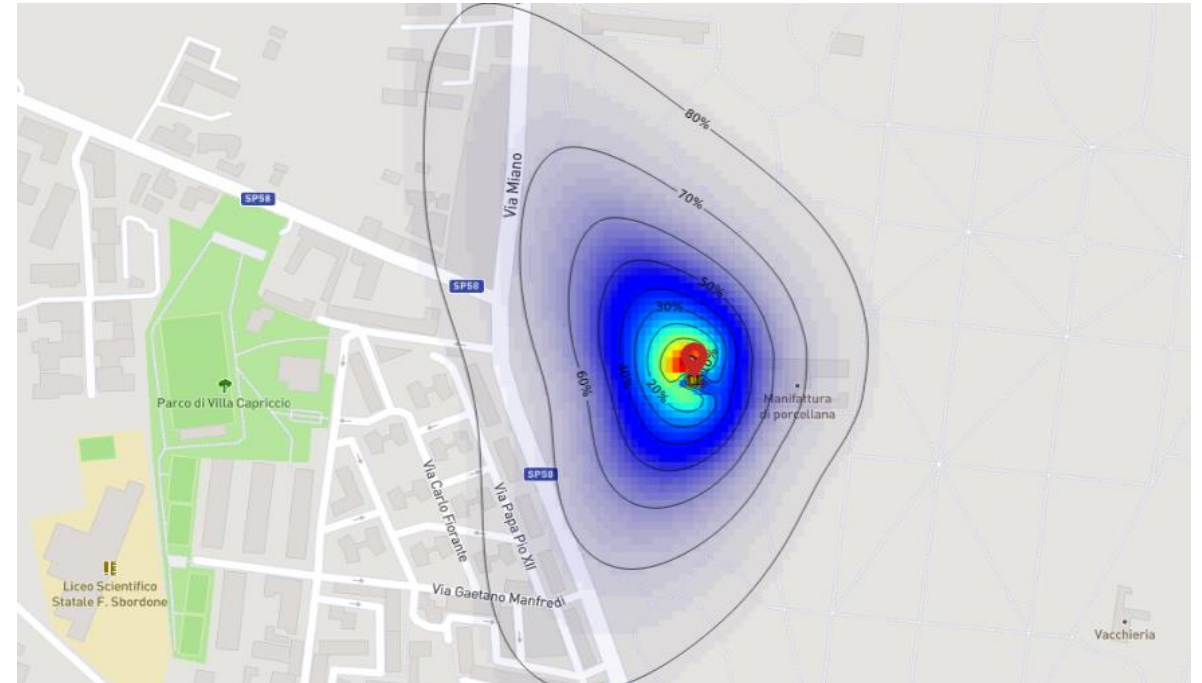 80%
Via Miano
70%
SP58
SP58
50%
30%
Manifattura
di porcellana
60%
40%
20%
Parco di Villa Capriccio
SP58
Via Carlo Fiorante
Via Papa Pio XII
Liceo Scientifico
Statale F. Sbordone
Via Gaetano Manfredi
Vacchieria